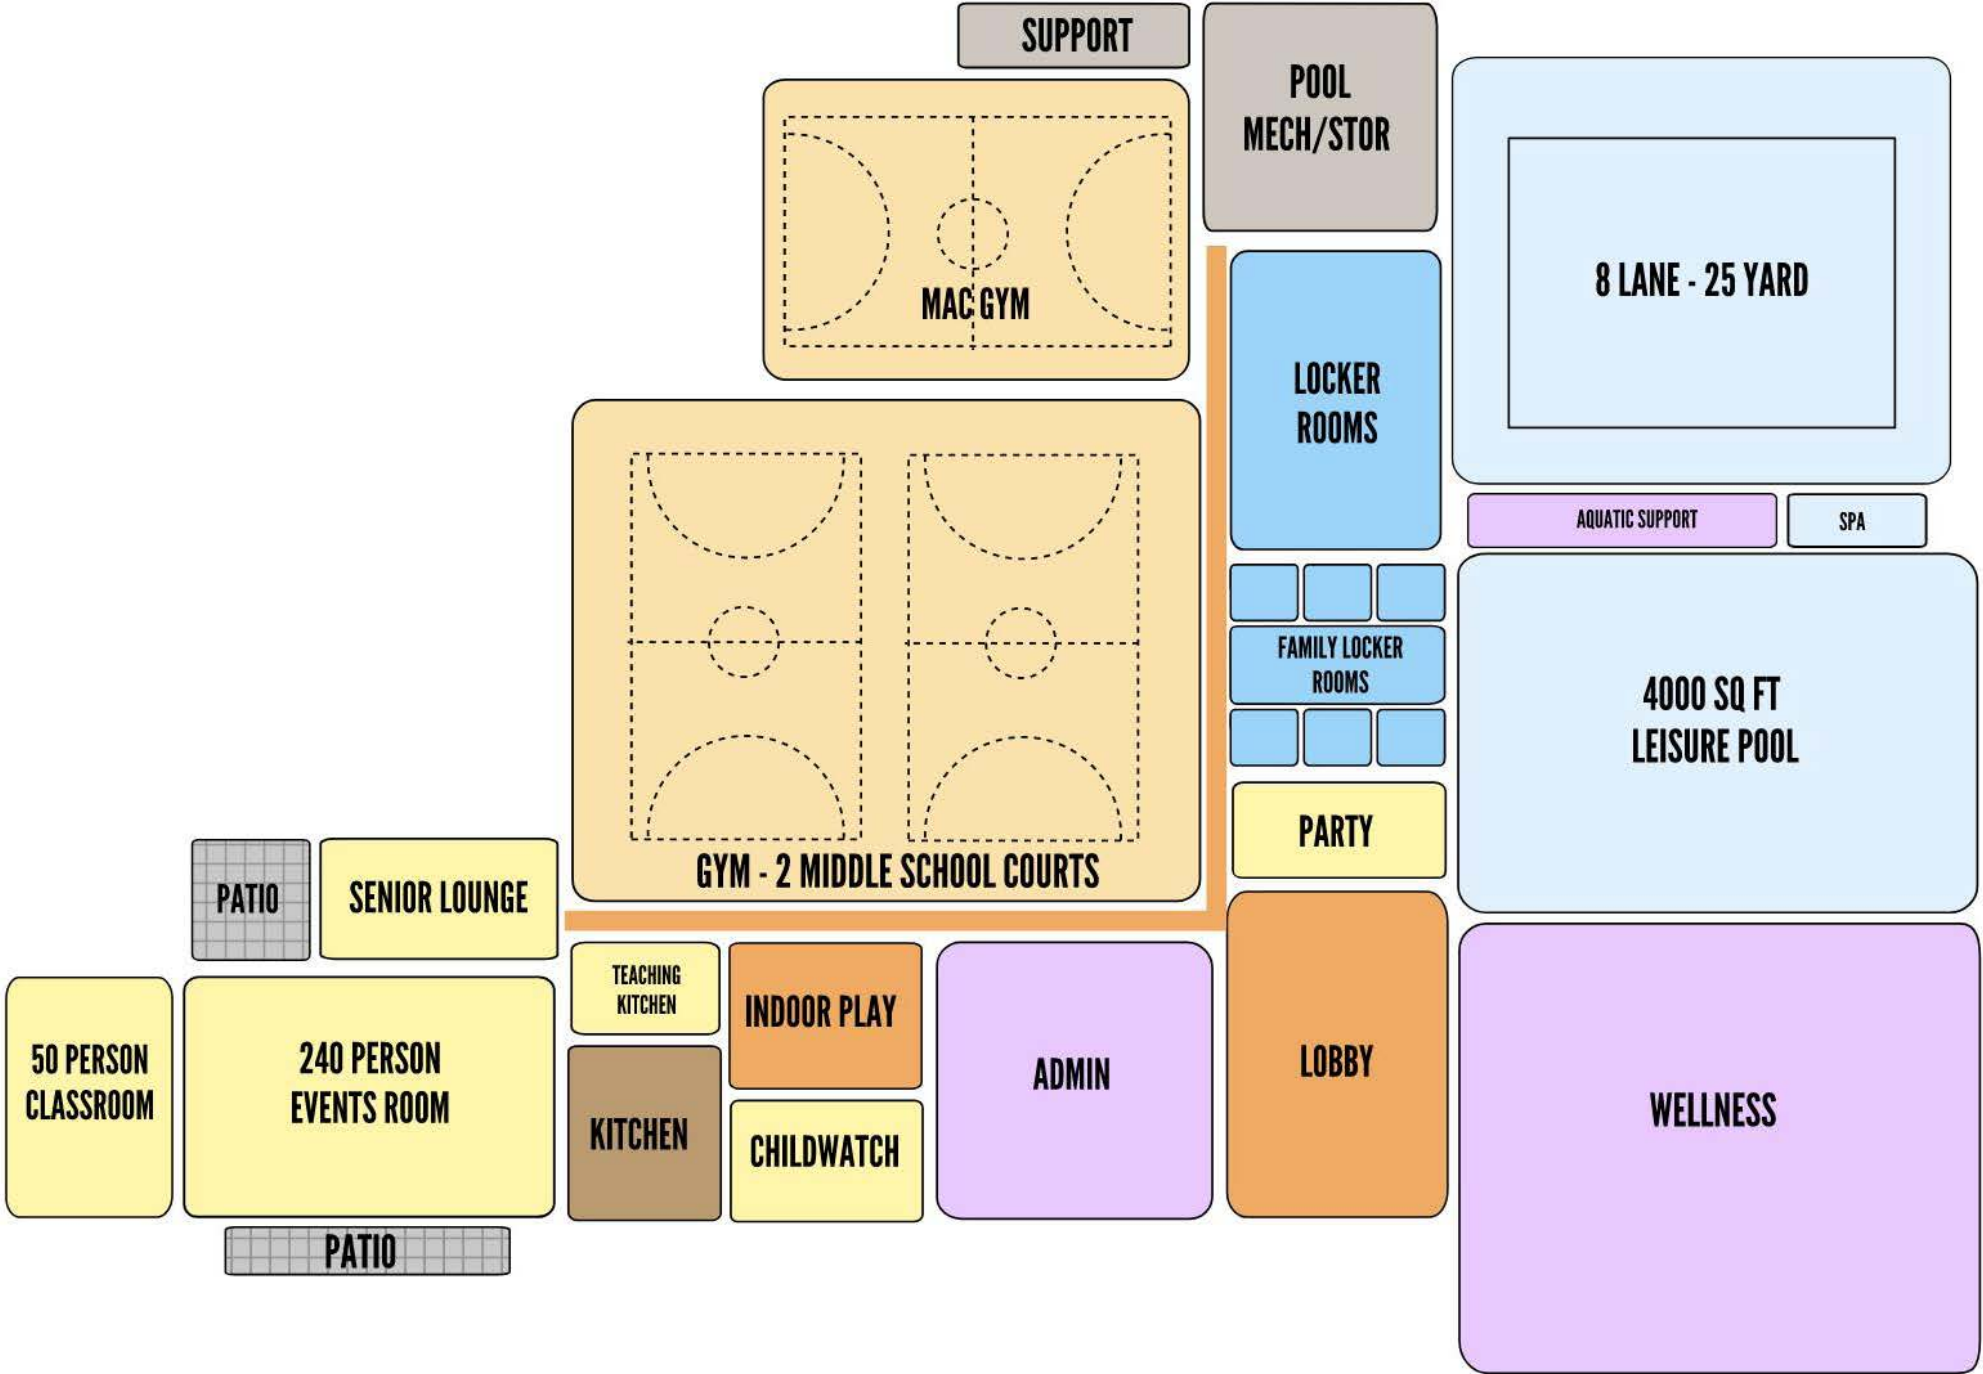 SUPPORT
POOL
MECH/STOR
MAC GYM
8 LANE - 25 YARD
LOCKER
ROOMS
AQUATIC SUPPORT
SPA
FAMILY LOCKER
ROOMS
4000 SQ FT
LEISURE POOL
PARTY
GYM - 2 MIDDLE SCHOOL COURTS
PATIO
SENIOR LOUNGE
TEACHING
KITCHEN
INDOOR PLAY
50 PERSON
CLASSROOM
240 PERSON
EVENTS ROOM
KITCHEN
CHILDWATCH
ADMIN
LOBBY
WELLNESS
PATIO